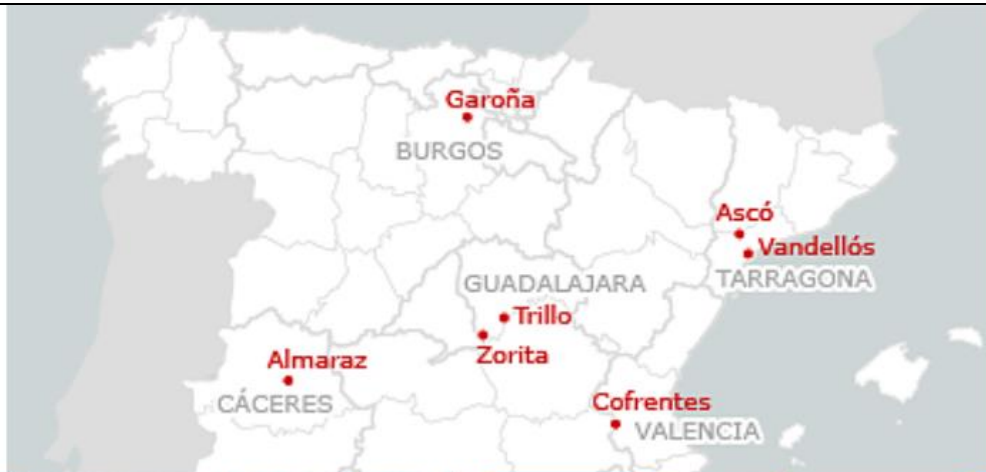 Garoña
BURGOS
Ascó
Vandellós
TARRAGONA
GUADALAJARA
Trillo
Zorita
Almaraz
CÁCERES
Cofrentes
VALENCIA